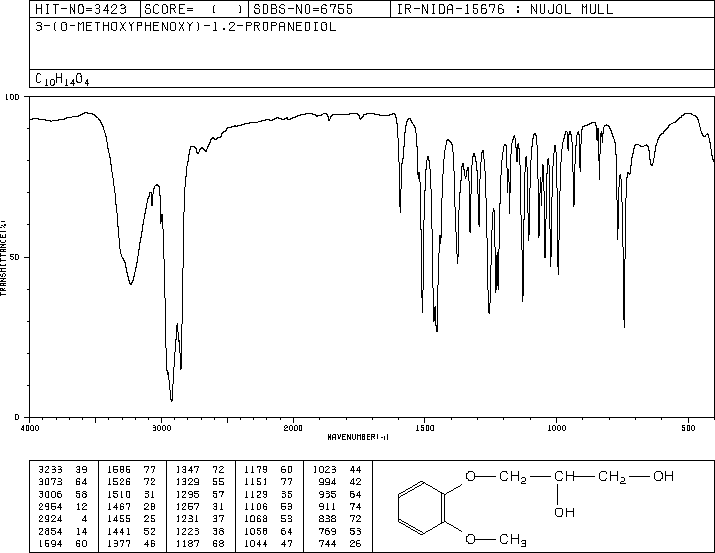 HIT-NO=3423 SCORE= ( ) SDBS-NO=6755 IR-NIDA-15676 : NUJOL MULL
3-(O-METHOXYPHENOXY)-1,2-PROPANEDIOL
C10H14O4
100
50
0
TRANSMITTANCE(%)
4000 3000 2000 1500 1000 500
WAVENUMBER(-1)
3233 39 1586 77 1347 72 1179 60 1023 44
3073 64 1526 72 1329 55 1151 77 994 42
3006 58 1510 31 1295 57 1129 35 935 64
2954 12 1467 28 1257 31 1106 53 911 74
2924 4 1455 25 1231 37 1068 53 838 72
2854 14 1441 52 1223 38 1058 64 769 53
1594 60 1377 46 1187 68 1044 47 744 26
O CH2 CH CH2 OH
OH
O CH3